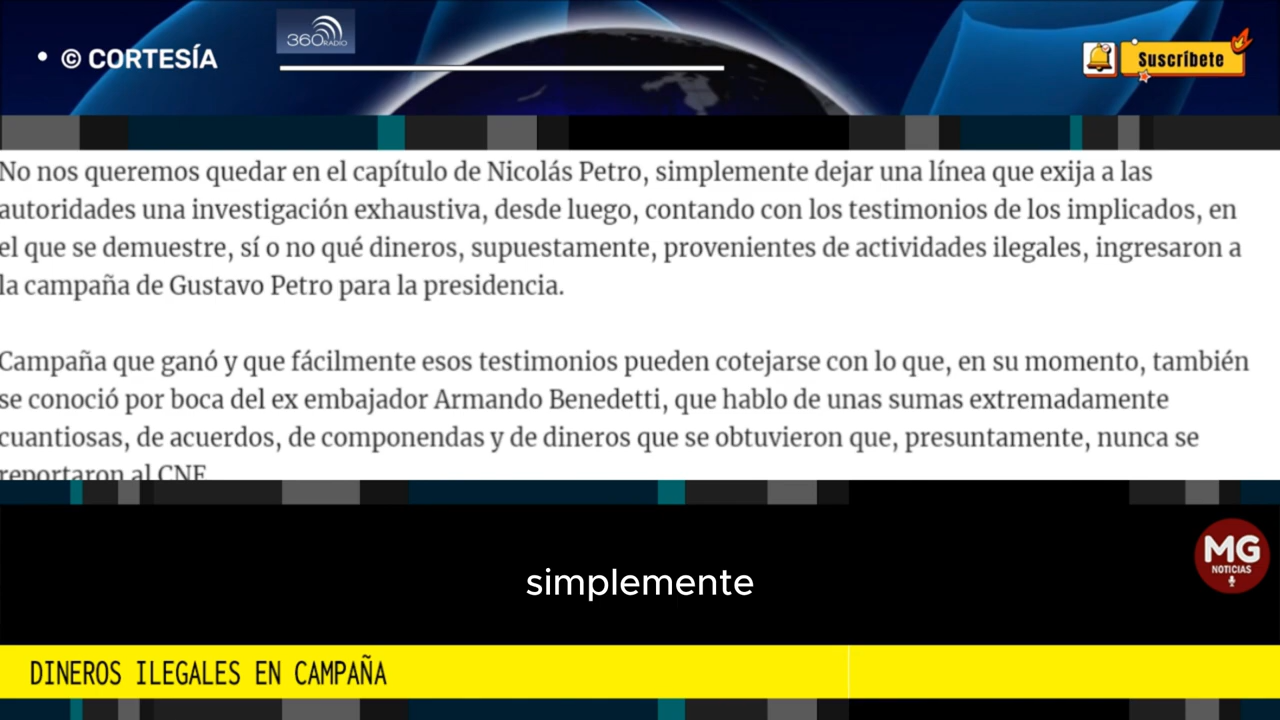 • © CORTESÍA
360RADIO
Suscríbete
No nos queremos quedar en el capítulo de Nicolás Petro, simplemente dejar una línea que exija a las
autoridades una investigación exhaustiva, desde luego, contando con los testimonios de los implicados, en
el que se demuestre, sí o no qué dineros, supuestamente, provenientes de actividades ilegales, ingresaron a
la campaña de Gustavo Petro para la presidencia.
Campaña que ganó y que fácilmente esos testimonios pueden cotejarse con lo que, en su momento, también
se conoció por boca del ex embajador Armando Benedetti, que hablo de unas sumas extremadamente
cuantiosas, de acuerdos, de componendas y de dineros que se obtuvieron que, presuntamente, nunca se
reportaron al CNE
MG
NOTICIAS
simplemente
DINEROS ILEGALES EN CAMPAÑA